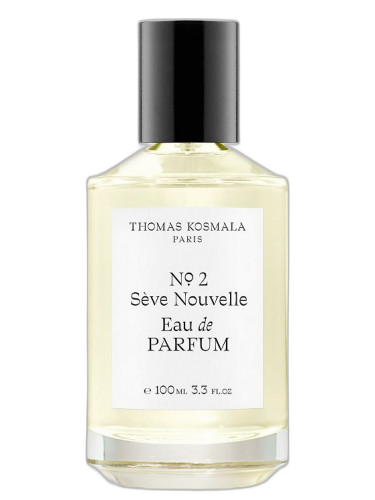 THOMAS KOSMALA
PARIS
Nº 2
Sève Nouvelle
Eau de
PARFUM
℮ 100ML 3.3 FL.OZ